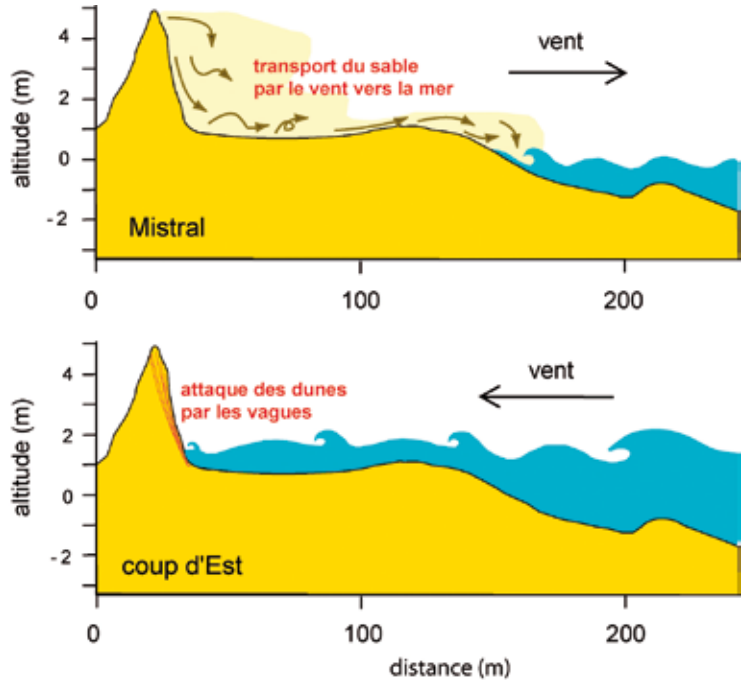 4
2
0
- 2
altitude (m)
transport du sable
par le vent vers la mer
vent
Mistral
0
100
200
4
2
0
- 2
altitude (m)
attaque des dunes
par les vagues
vent
coup d'Est
0
100
200
distance (m)